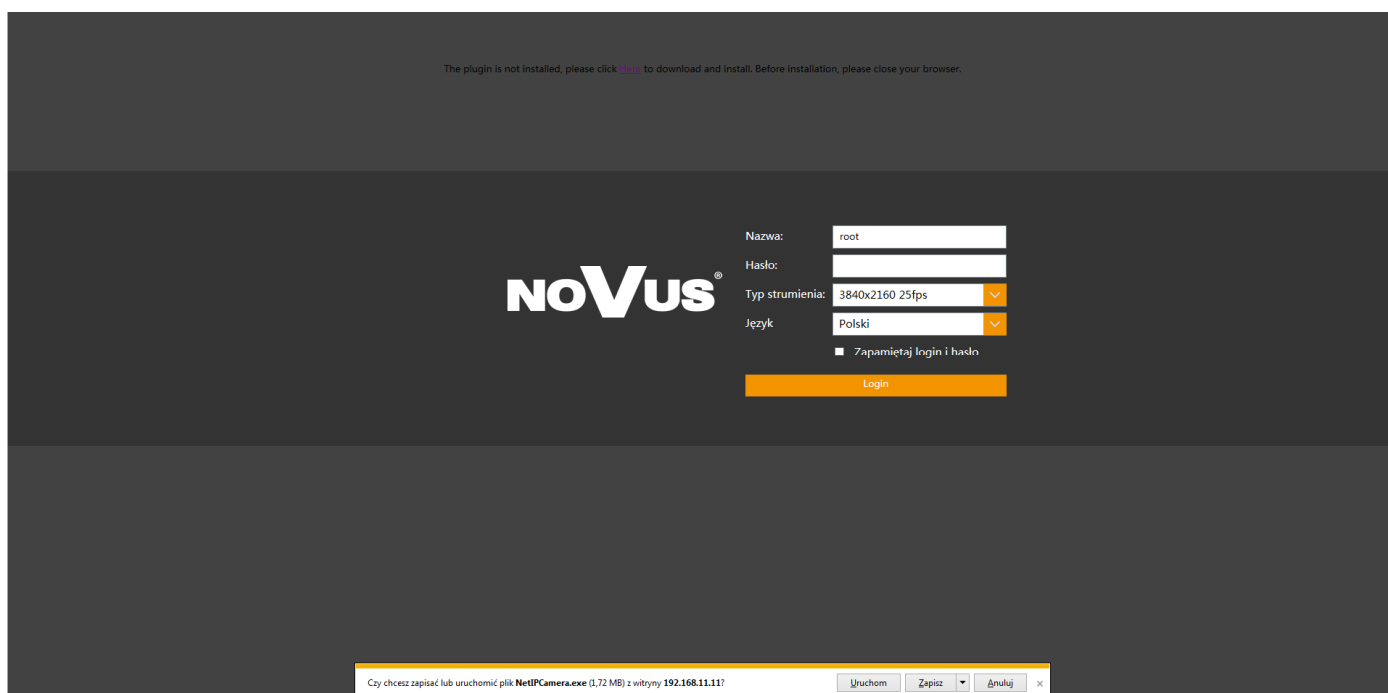 The plugin is not installed, please click Here to download and install. Before installation, please close your browser.
NOVUS®
Nazwa: root
Hasło:
Typ strumienia: 3840x2160 25fps
Język Polski
Zapamiętaj login i hasło
Login
Czy chcesz zapisać lub uruchomić plik NetIPCamera.exe (1,72 MB) z witryny 192.168.11.11? Uruchom Zapisz Anuluj ×